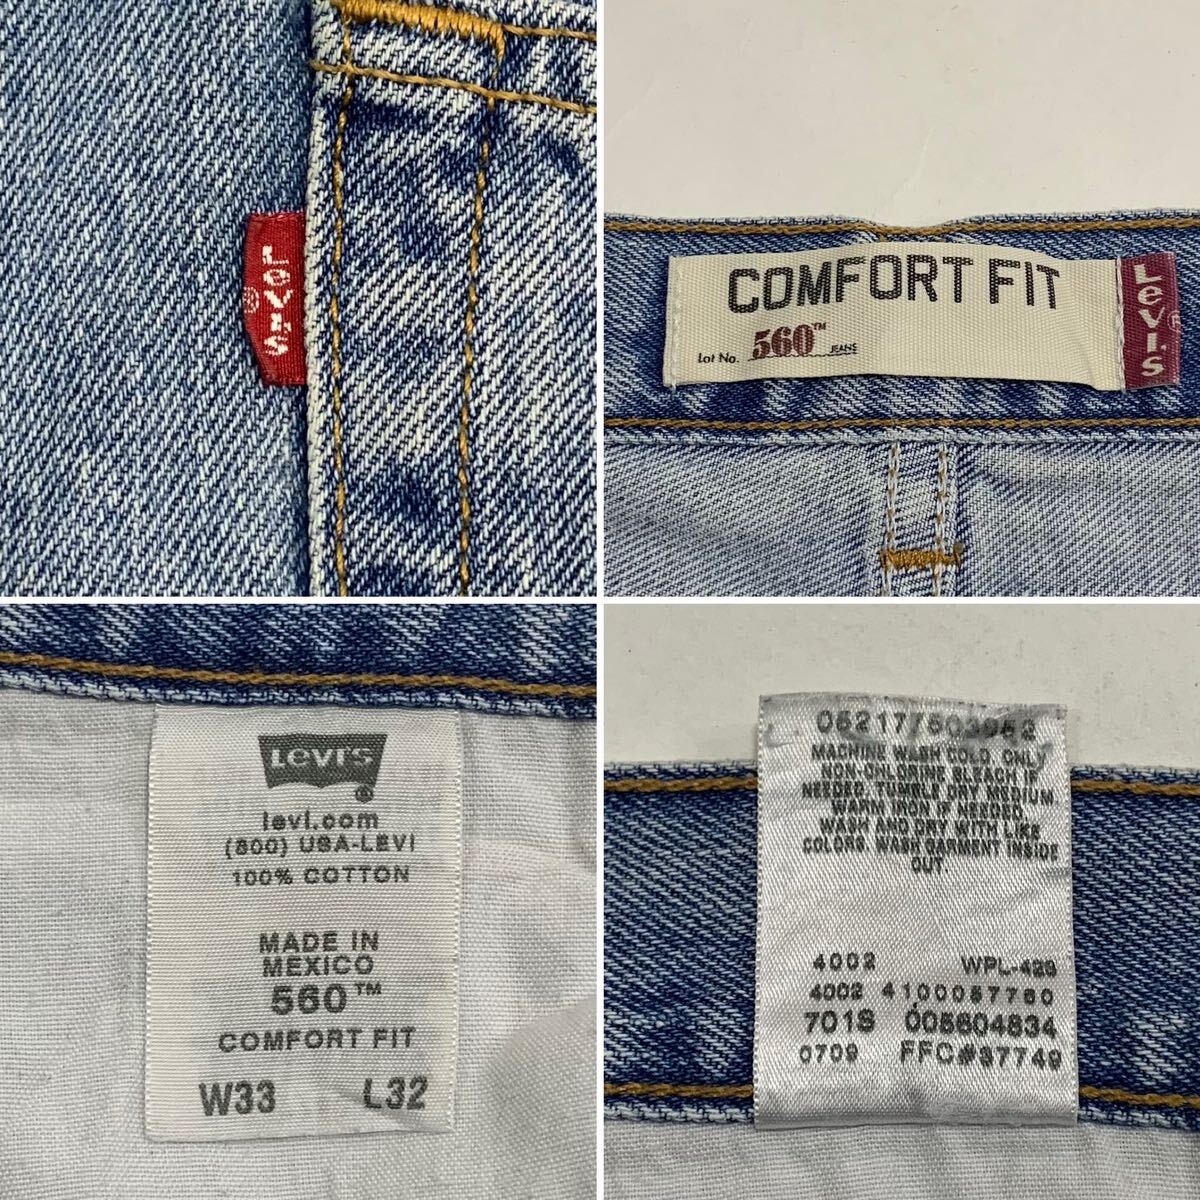 LEVI'S
®
COMFORT FIT
Lot No. 560™ JEANS
LEVI'S
®
LEVI'S
®
levi.com
(800) USA-LEVI
100% COTTON
MADE IN
MEXICO
560™
COMFORT FIT
W33 L32
MACHINE WASH COLD. ONLY
NON-CHLORINE BLEACH IF
NEEDED. TUMBLE DRY MEDIUM
WARM IRON IF NEEDED.
WASH AND DRY WITH LIKE
COLORS. WASH GARMENT INSIDE
OUT.
4002 WPL-423
4002 4100057760
701S 005604834
0709 FFC#87749